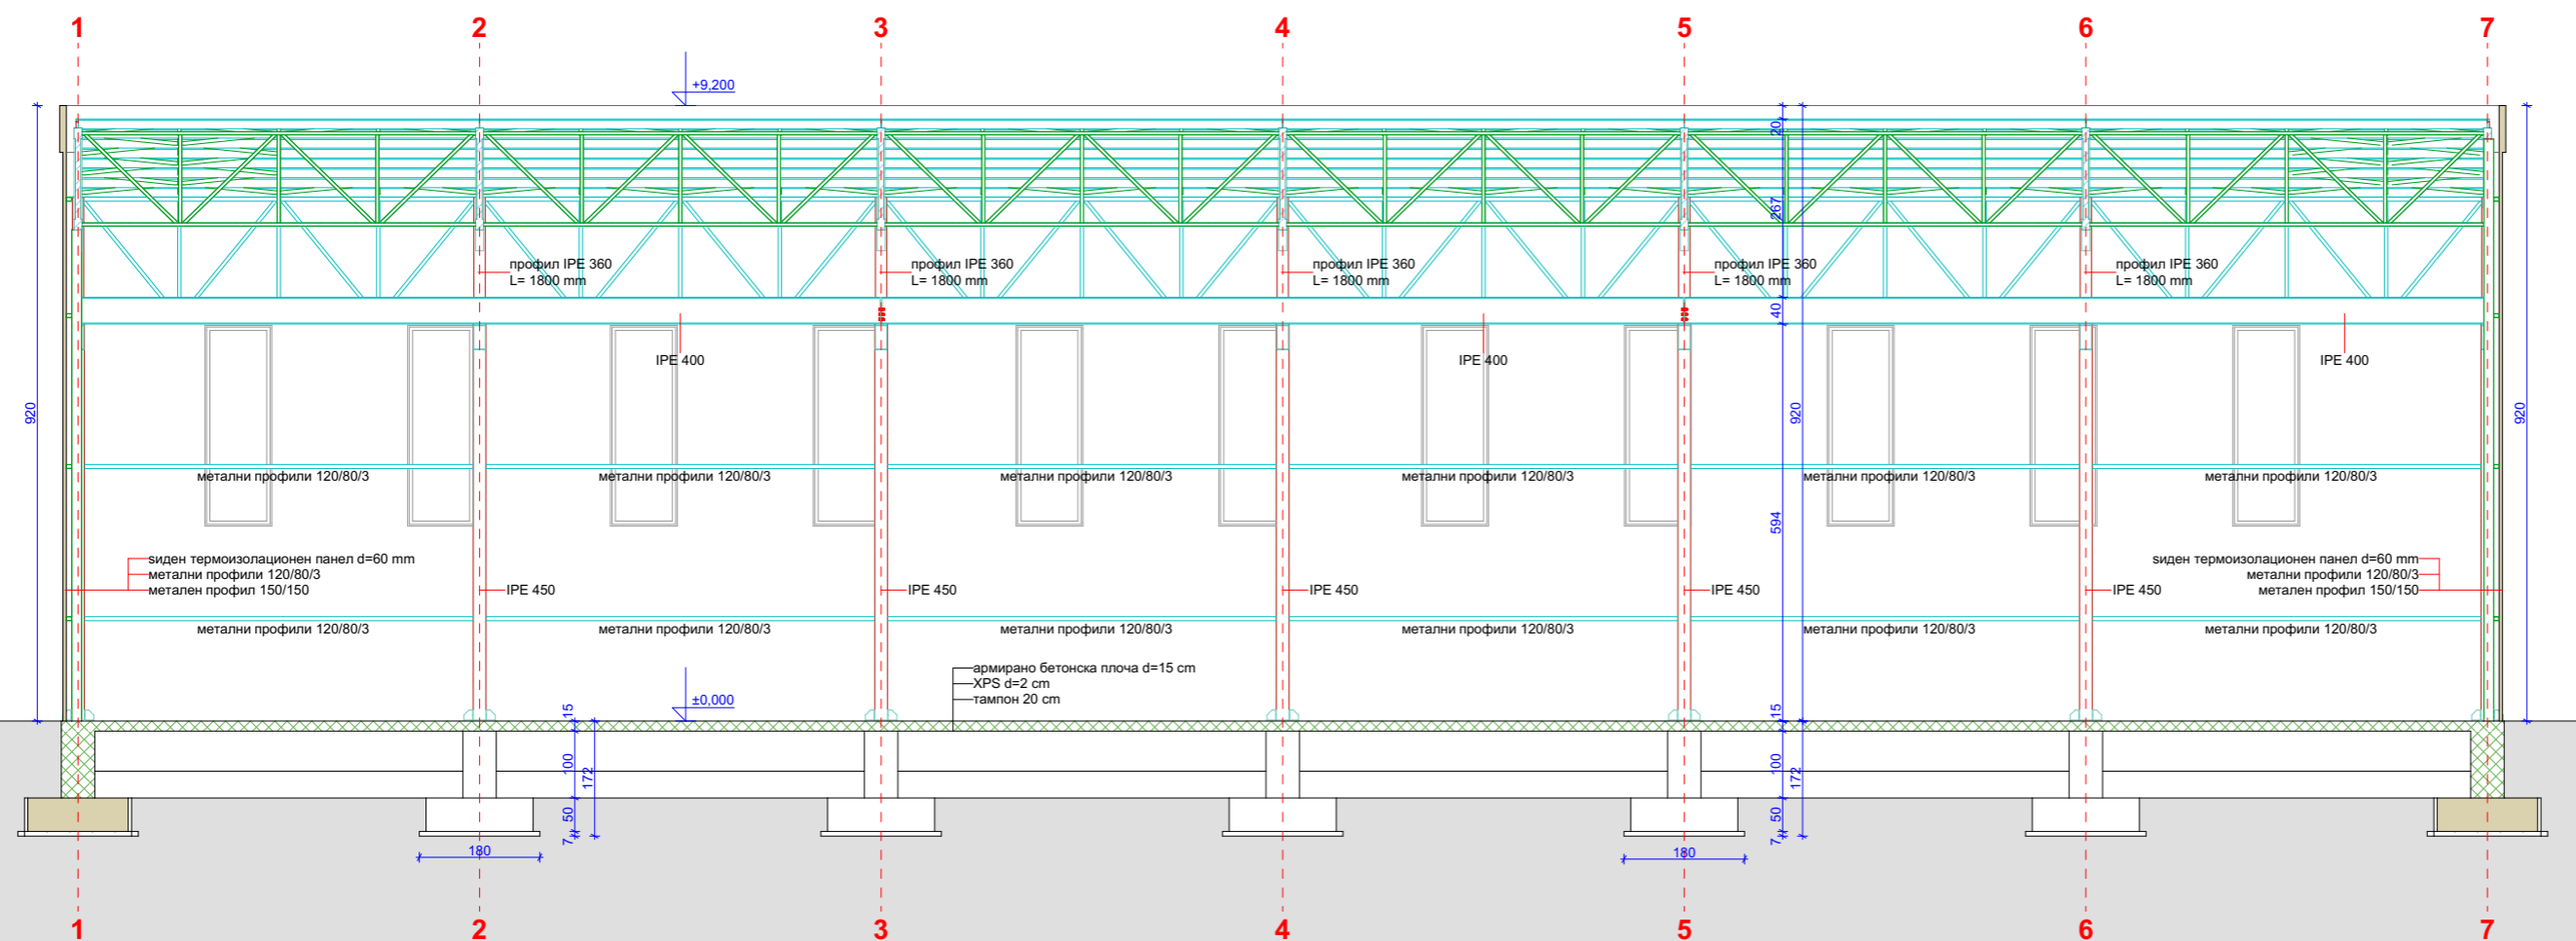 1 2 3 4 5 6 7
+9,200
20
267
профил IPE 360
L= 1800 mm
профил IPE 360
L= 1800 mm
профил IPE 360
L= 1800 mm
профил IPE 360
L= 1800 mm
профил IPE 360
L= 1800 mm
40
IPE 400
IPE 400
IPE 400
920
920
920
метални профили 120/80/3
метални профили 120/80/3
метални профили 120/80/3
метални профили 120/80/3
метални профили 120/80/3
метални профили 120/80/3
594
ѕиден термоизолационен панел d=60 mm
метални профили 120/80/3
метален профил 150/150
IPE 450
IPE 450
IPE 450
IPE 450
IPE 450
ѕиден термоизолационен панел d=60 mm
метални профили 120/80/3
метален профил 150/150
метални профили 120/80/3
метални профили 120/80/3
метални профили 120/80/3
метални профили 120/80/3
метални профили 120/80/3
метални профили 120/80/3
армирано бетонска плоча d=15 cm
XPS d=2 cm
тампон 20 cm
±0,000
15
15
100
172
100
172
50
7
50
7
180
180
1 2 3 4 5 6 7